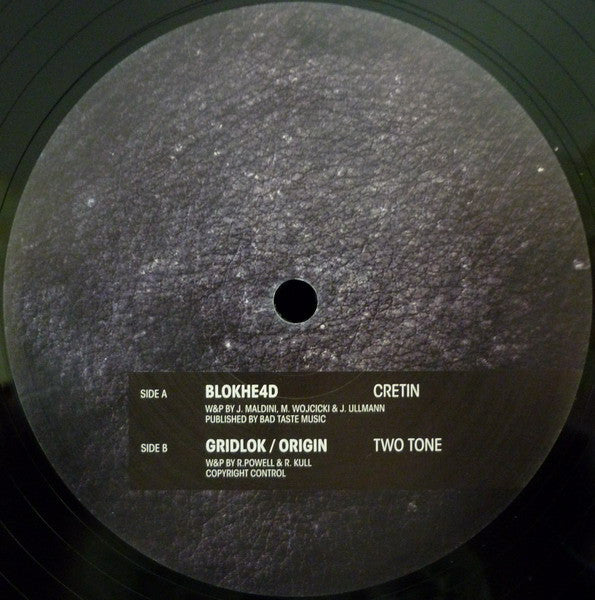 SIDE A BLOKHE4D CRETIN
W&P BY J. MALDINI, M. WOJCICKI & J. ULLMANN
PUBLISHED BY BAD TASTE MUSIC
SIDE B GRIDLOK / ORIGIN TWO TONE
W&P BY R.POWELL & R. KULL
COPYRIGHT CONTROL